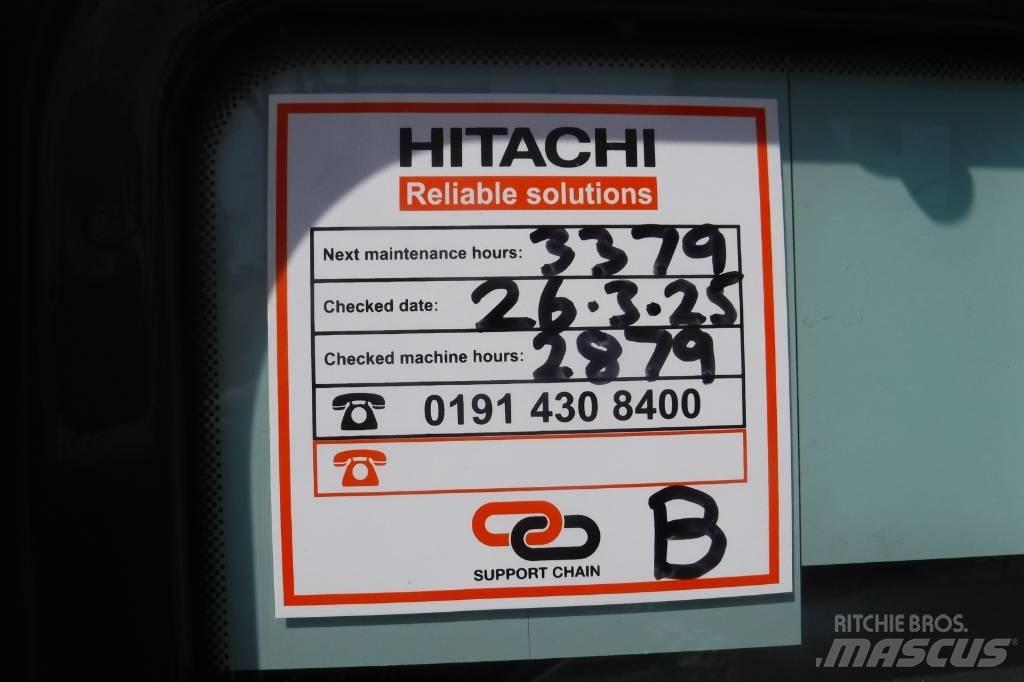 HITACHI
Reliable solutions
Next maintenance hours: 3379
Checked date: 26.3.25
Checked machine hours: 2879
0191 430 8400
SUPPORT CHAIN
B
RITCHIE BROS.
MASCUS